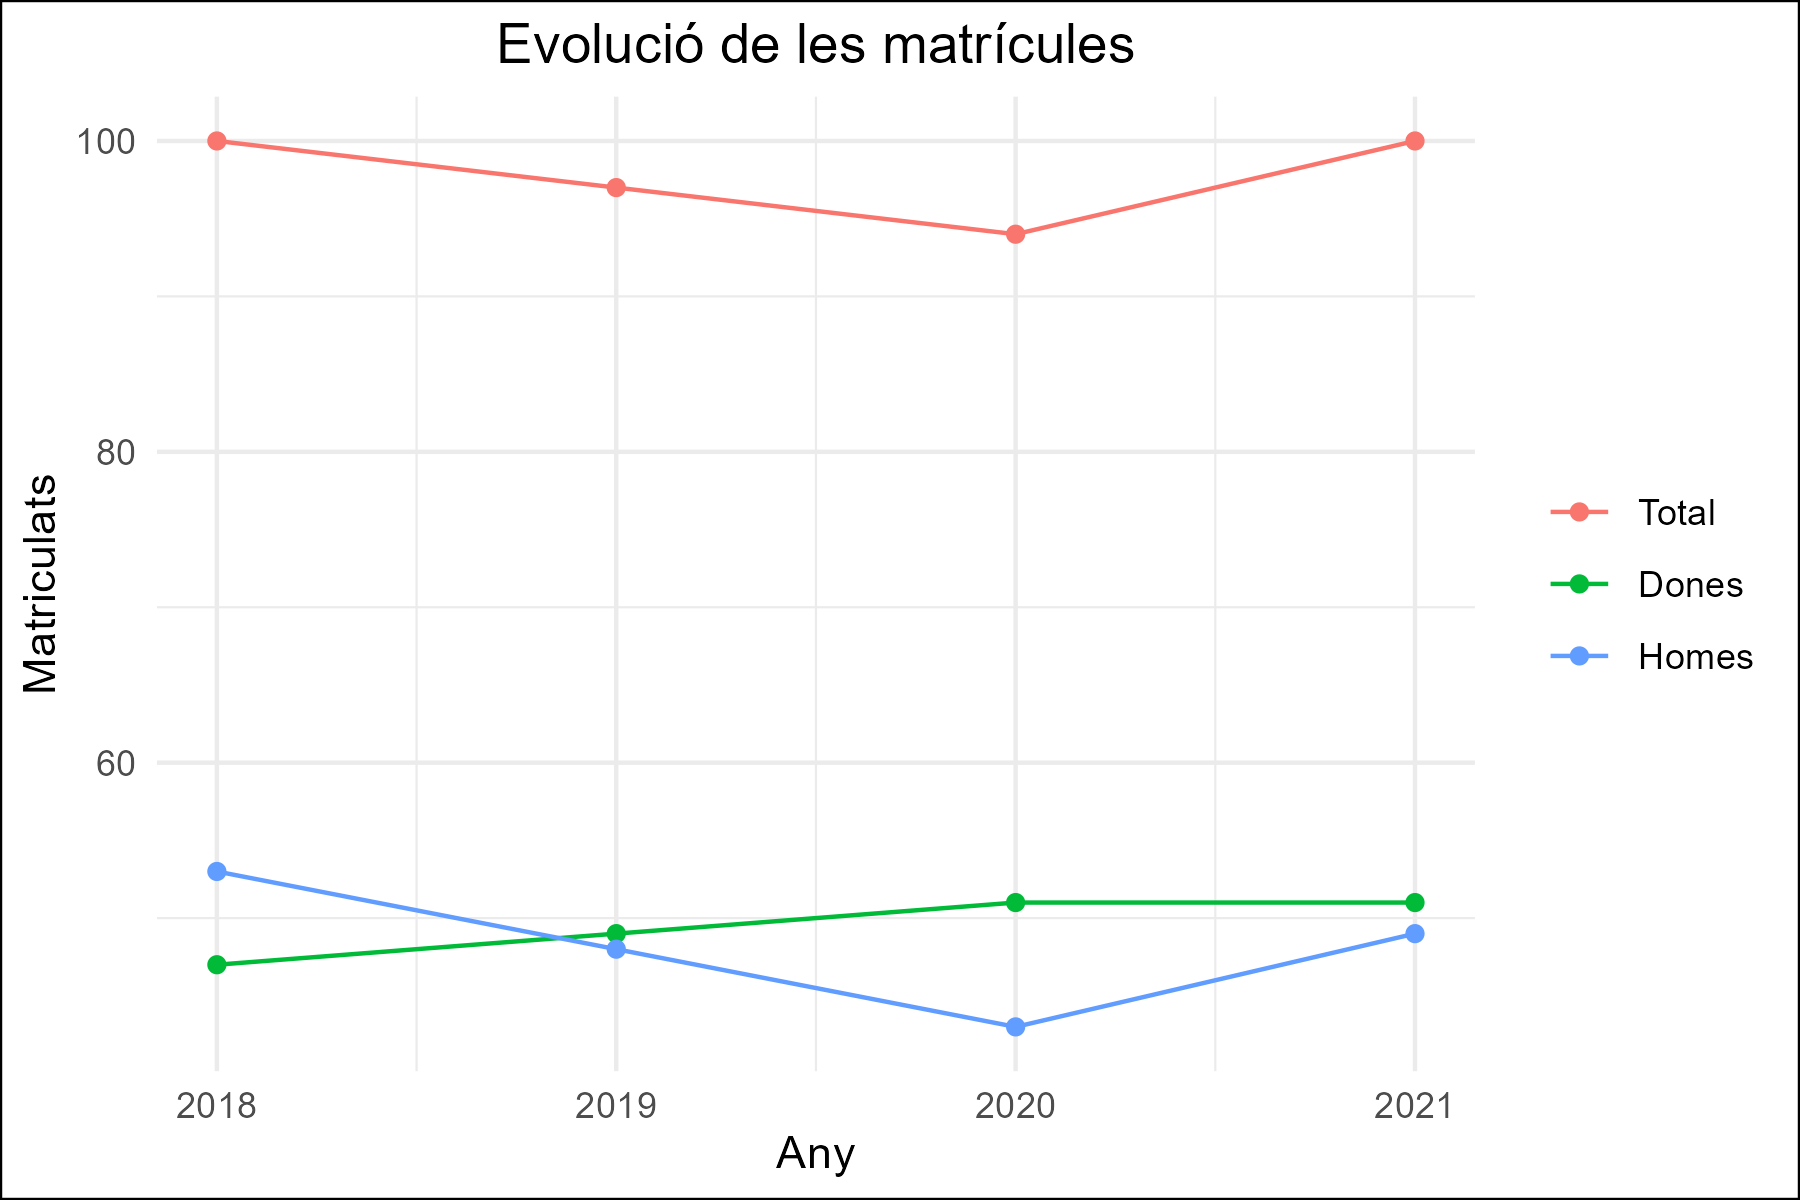 Evolució de les matrícules
Matriculats
100
80
60
2018 2019 2020 2021
Any
Total
Dones
Homes